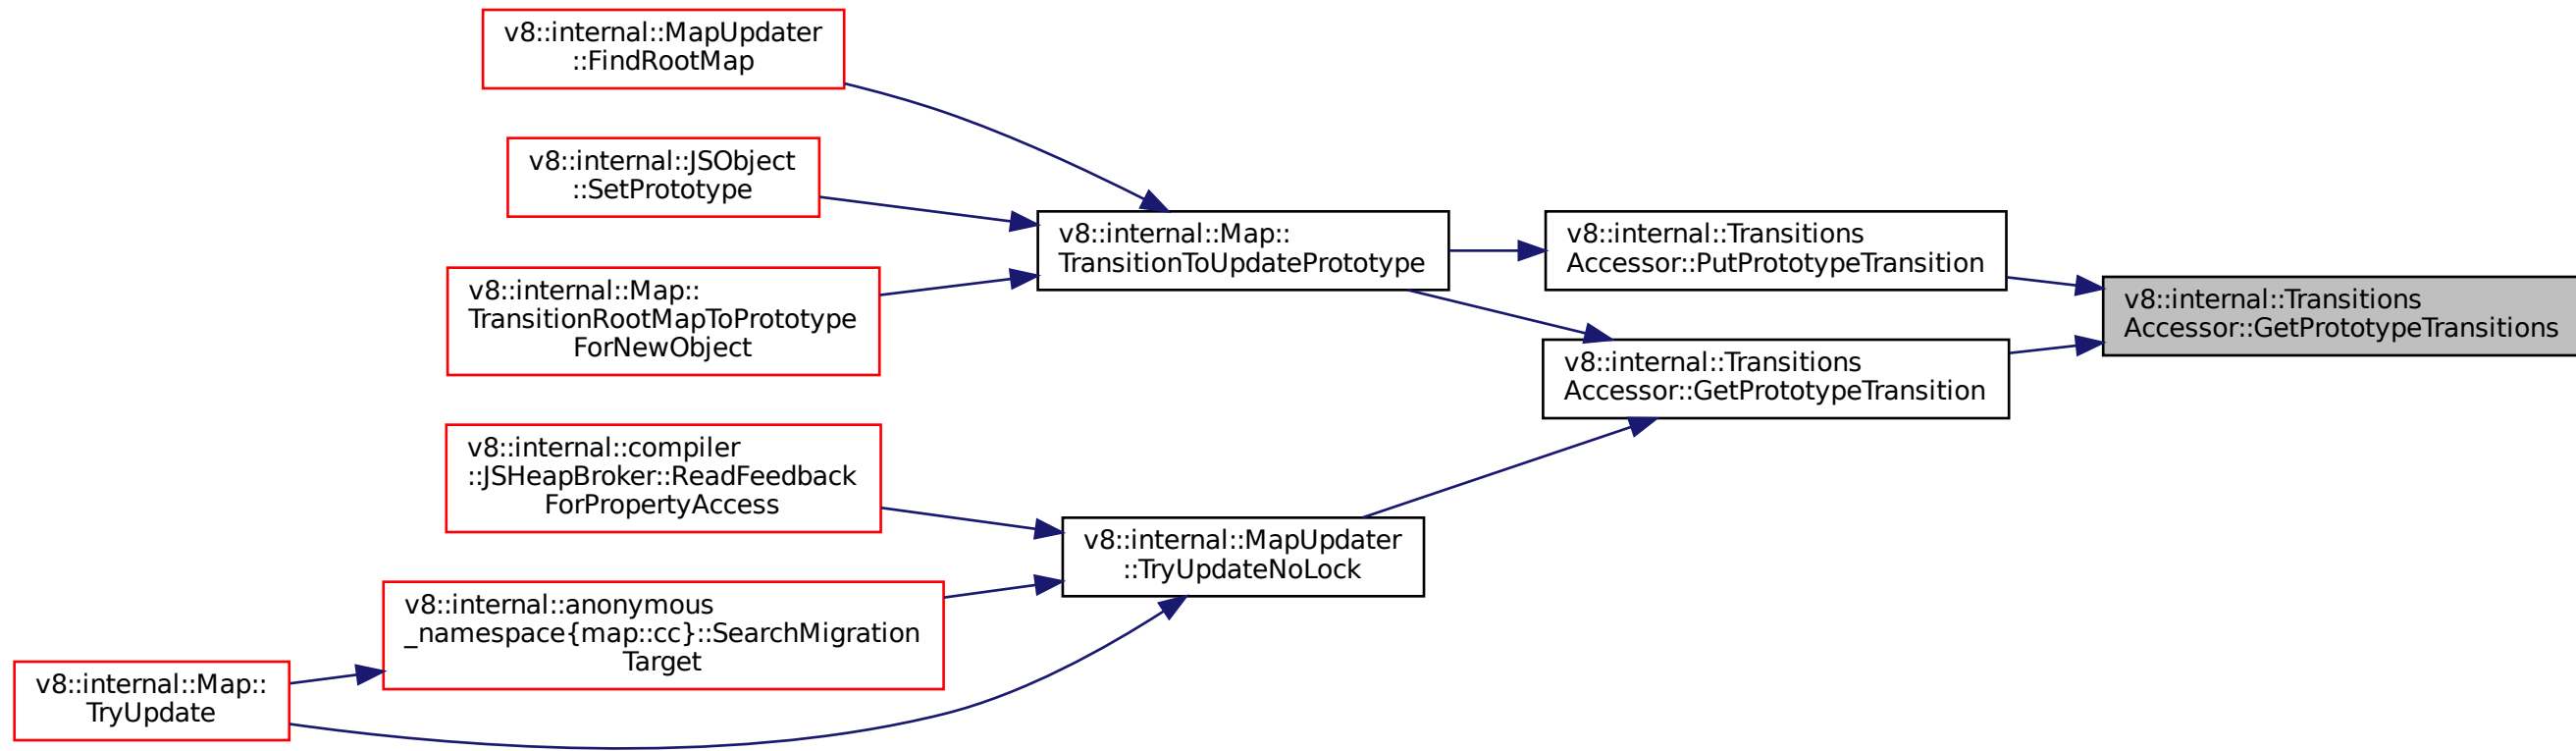 v8::internal::MapUpdater
::FindRootMap
v8::internal::JSObject
::SetPrototype
v8::internal::Map::
TransitionRootMapToPrototype
ForNewObject
v8::internal::Map::
TransitionToUpdatePrototype
v8::internal::Transitions
Accessor::PutPrototypeTransition
v8::internal::Transitions
Accessor::GetPrototypeTransitions
v8::internal::Transitions
Accessor::GetPrototypeTransition
v8::internal::compiler
::JSHeapBroker::ReadFeedback
ForPropertyAccess
v8::internal::MapUpdater
::TryUpdateNoLock
v8::internal::anonymous
_namespace{map::cc}::SearchMigration
Target
v8::internal::Map::
TryUpdate